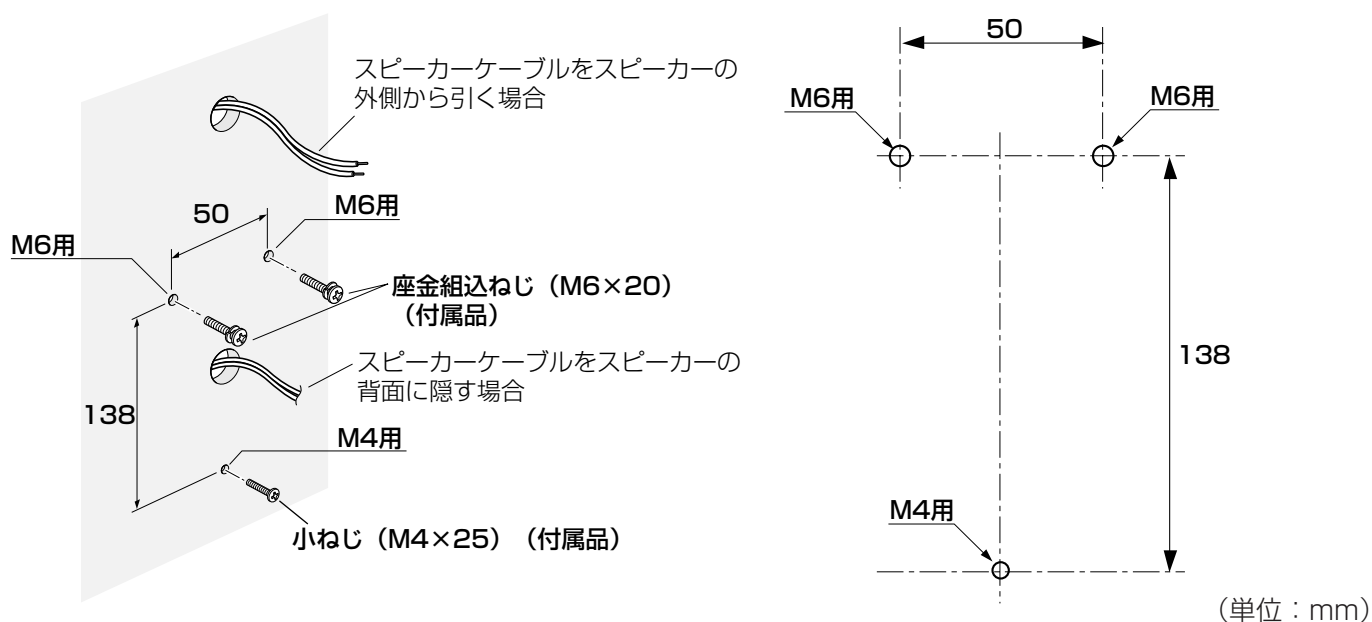 スピーカーケーブルをスピーカーの
外側から引く場合
50
M6用
M6用
座金組込ねじ（M6×20）
（付属品）
スピーカーケーブルをスピーカーの
背面に隠す場合
138
M4用
小ねじ（M4×25）（付属品）
50
M6用
M6用
138
M4用
（単位：mm）